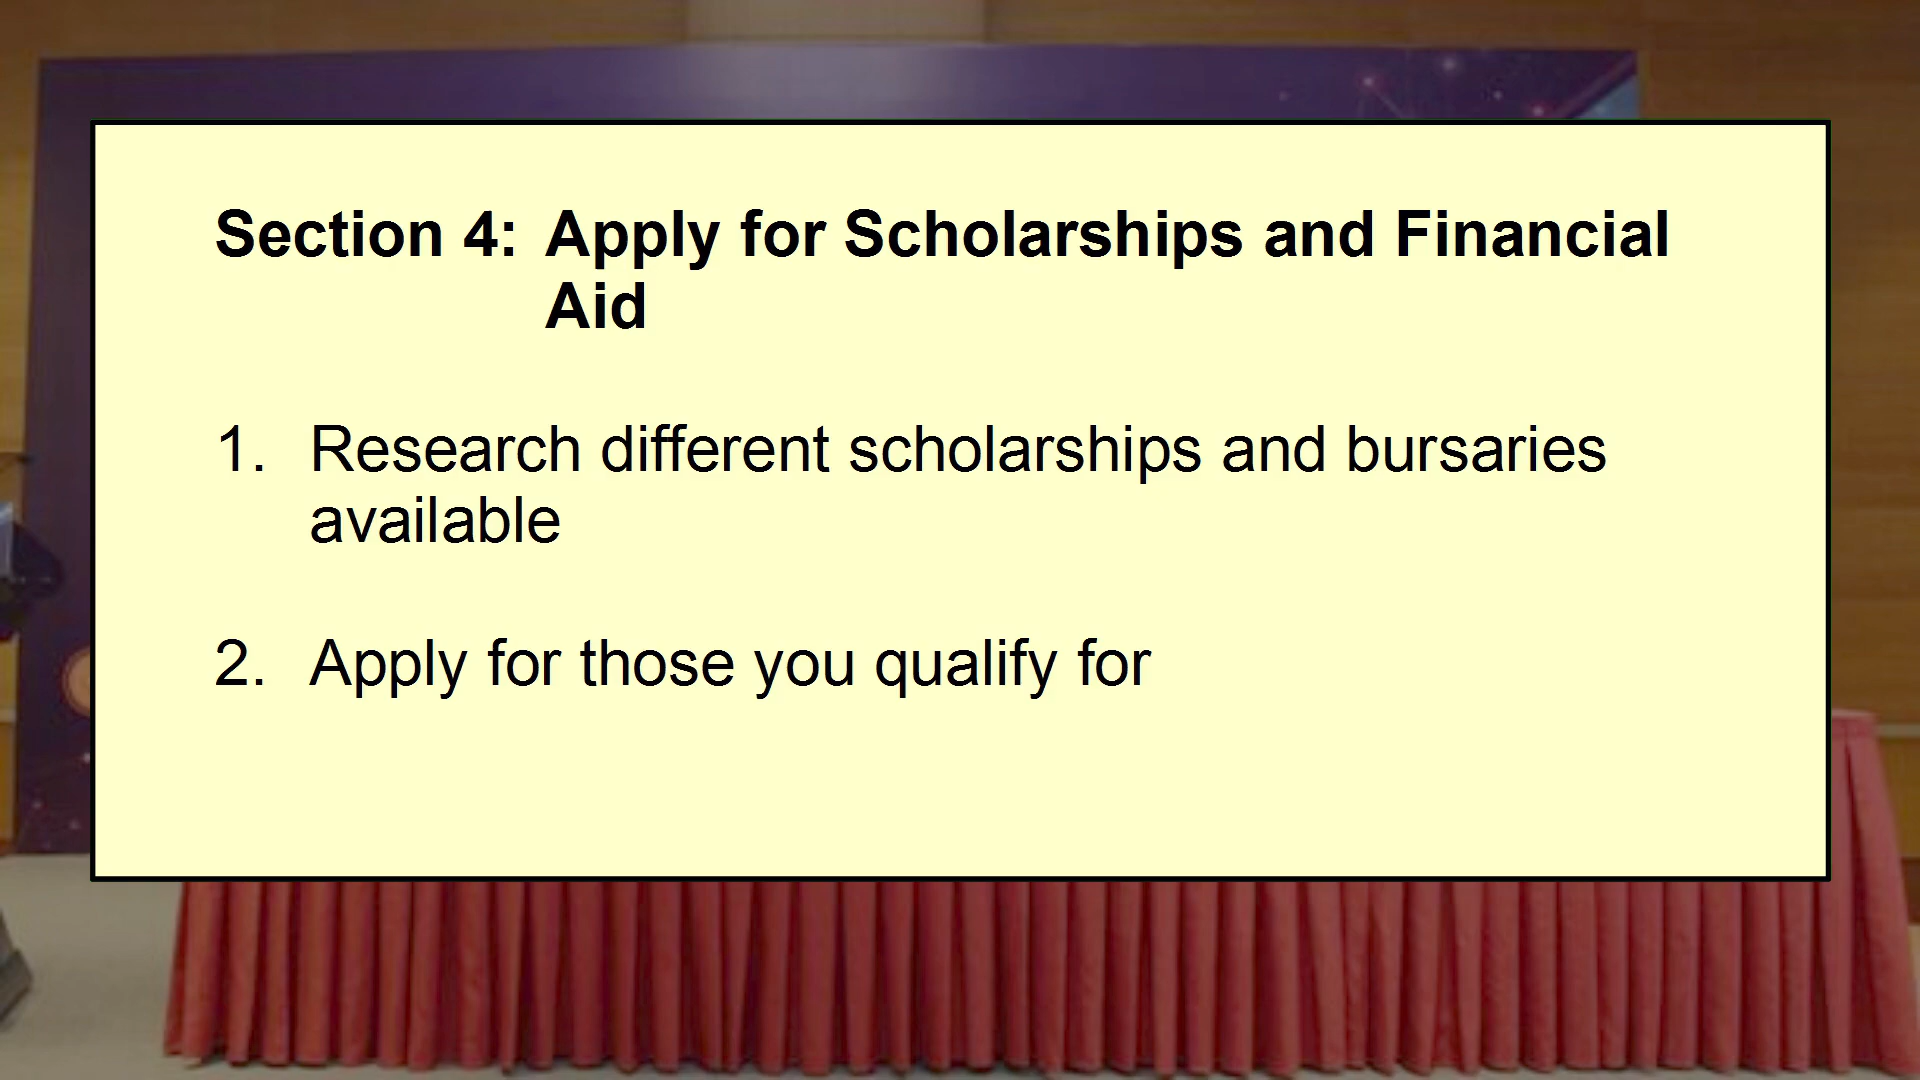 Section 4: Apply for Scholarships and Financial
Aid
1. Research different scholarships and bursaries
available
2. Apply for those you qualify for